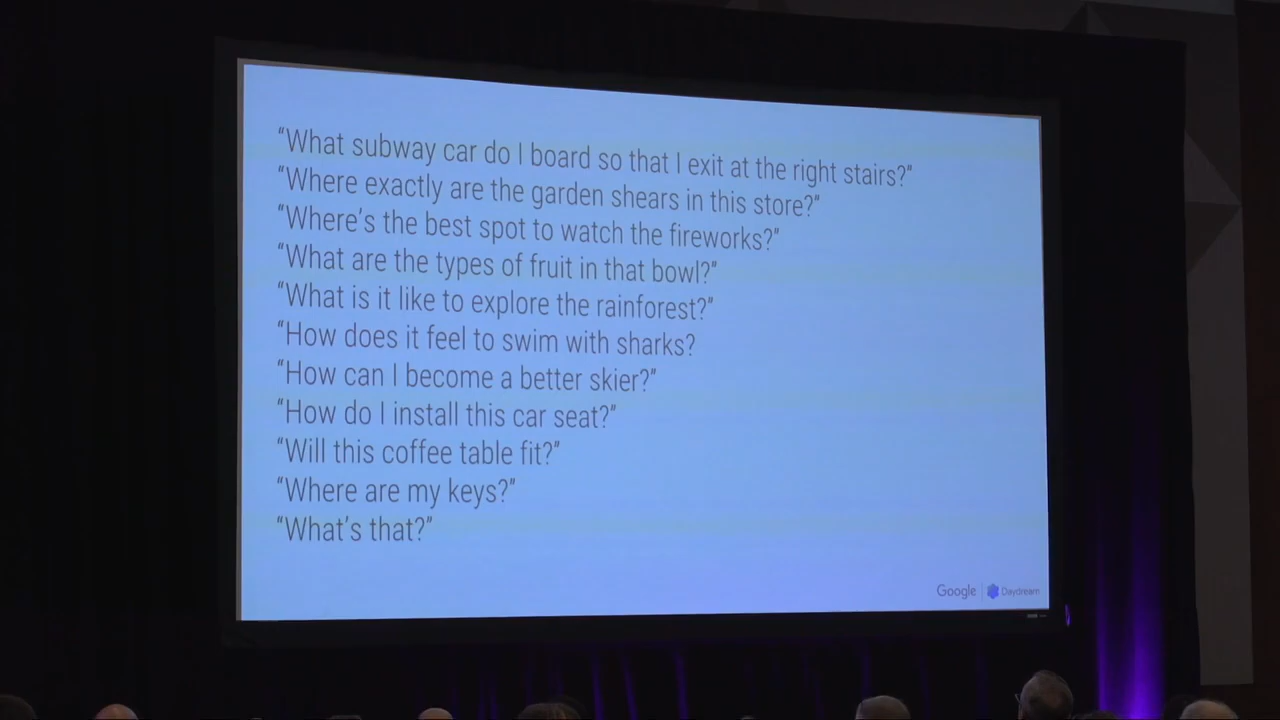 “What subway car do I board so that I exit at the right stairs?”
“Where exactly are the garden shears in this store?”
“Where’s the best spot to watch the fireworks?”
“What are the types of fruit in that bowl?”
“What is it like to explore the rainforest?”
“How does it feel to swim with sharks?
“How can I become a better skier?”
“How do I install this car seat?”
“Will this coffee table fit?”
“Where are my keys?”
“What’s that?”
Google | Daydream